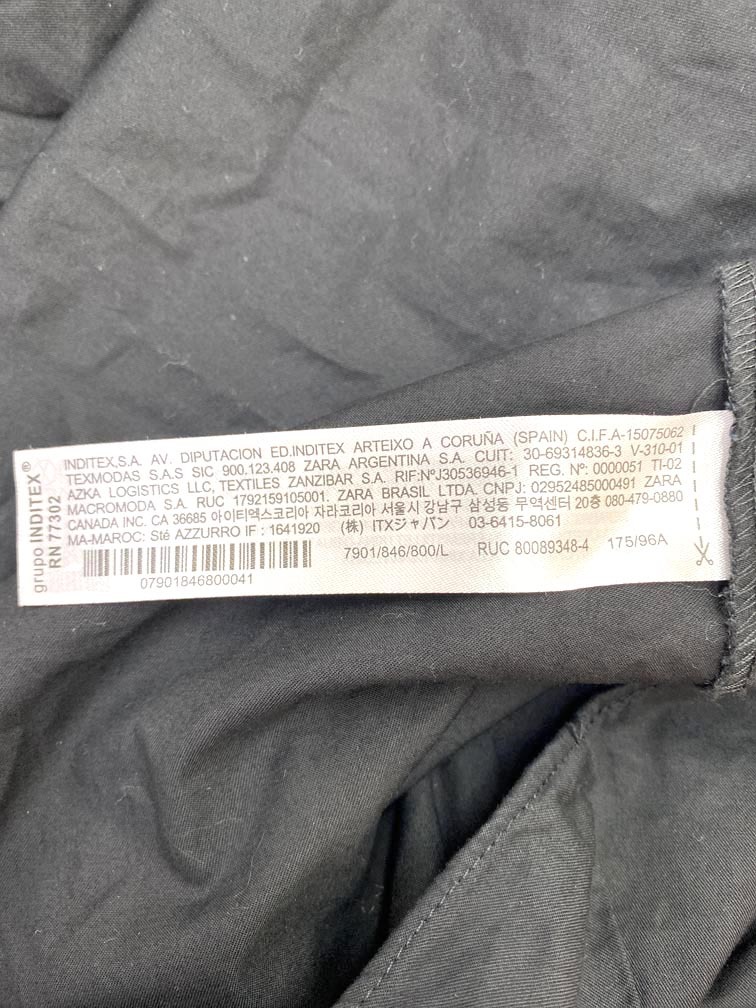 grupo INDITEX®
RN 77302
INDITEX,S.A. AV. DIPUTACION ED.INDITEX ARTEIXO A CORUÑA (SPAIN) C.I.F.A-15075062
TEXMODAS S.A.S SIC 900.123.408 ZARA ARGENTINA S.A. CUIT: 30-69314836-3 V-310-01
AZKA LOGISTICS LLC, TEXTILES ZANZIBAR S.A. RIF:NºJ30536946-1 REG. Nº: 0000051 TI-02
MACROMODA S.A. RUC 1792159105001. ZARA BRASIL LTDA. CNPJ: 02952485000491 ZARA
CANADA INC. CA 36685 아이티엑스코리아 자라코리아 서울시 강남구 삼성동 무역센터 20층 080-479-0880
MA-MAROC: Sté AZZURRO IF : 1641920 (株) ITXジャパン 03-6415-8061
7901/846/800/L RUC 80089348-4 175/96A
07901846800041